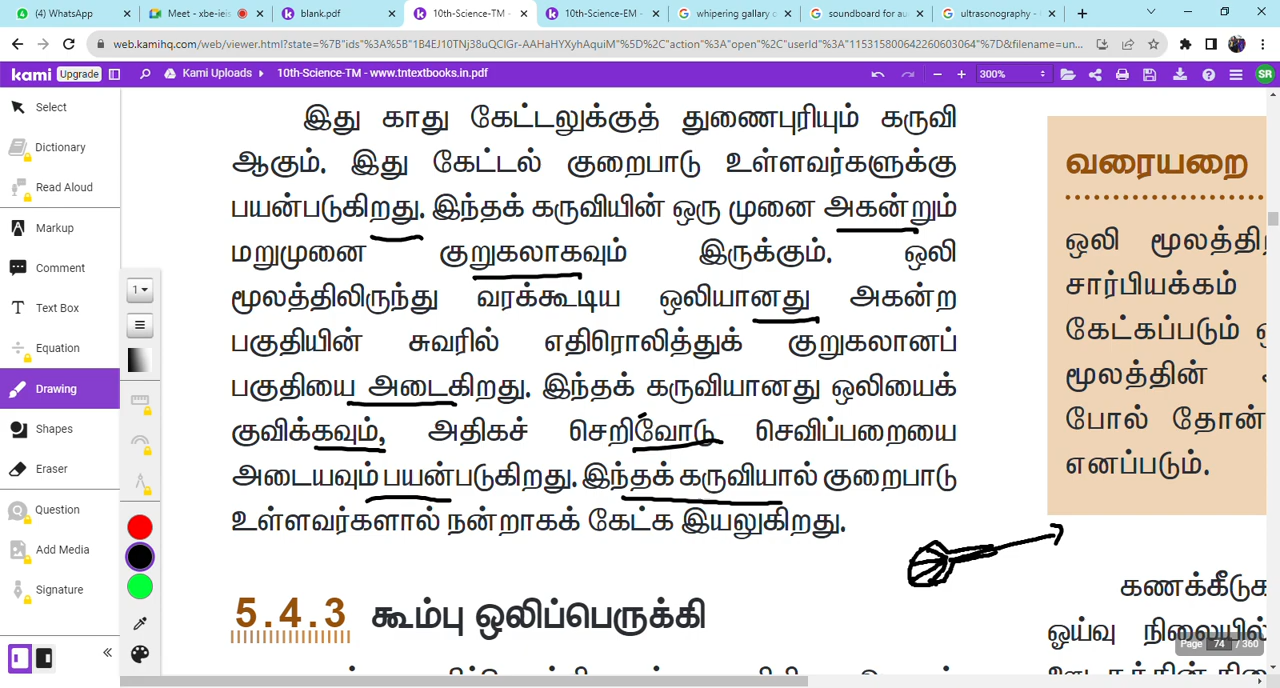 (4) WhatsApp
Meet - xbe-ieis
blank.pdf
10th-Science-TM -
10th-Science-EM -
whipering gallary c
soundboard for au
ultrasonography -
web.kamihq.com/web/viewer.html?state=%7B"ids"%3A%5B"1B4EJ10TNj38uQCIGr-AAHaHYXyhAquiM"%5D%2C"action"%3A"open"%2C"userId"%3A"115315800642260603064"%7D&filename=un...
kami Upgrade Kami Uploads 10th-Science-TM - www.tntextbooks.in.pdf 300% SR
Select
Dictionary
Read Aloud
Markup
Comment
Text Box
Equation
Drawing
Shapes
Eraser
Question
Add Media
Signature
1
இது காது கேட்டலுக்குத் துணைபுரியும் கருவி
ஆகும். இது கேட்டல் குறைபாடு உள்ளவர்களுக்கு
பயன்படுகிறது. இந்தக் கருவியின் ஒரு முனை அகன்றும்
மறுமுனை குறுகலாகவும் இருக்கும். ஒலி
மூலத்திலிருந்து வரக்கூடிய ஒலியானது அகன்ற
பகுதியின் சுவரில் எதிரொலித்துக் குறுகலானப்
பகுதியை அடைகிறது. இந்தக் கருவியானது ஒலியைக்
குவிக்கவும், அதிகச் செறிவோடு செவிப்பறையை
அடையவும் பயன்படுகிறது. இந்தக் கருவியால் குறைபாடு
உள்ளவர்களால் நன்றாகக் கேட்க இயலுகிறது.
5.4.3 கூம்பு ஒலிப்பெருக்கி
வரையறை
ஒலி
சார்பியக்கம்
கேட்கப்படும்
மூலத்தின்
போல்
எனப்படும்.
ஓய்வு
Page 74 / 360